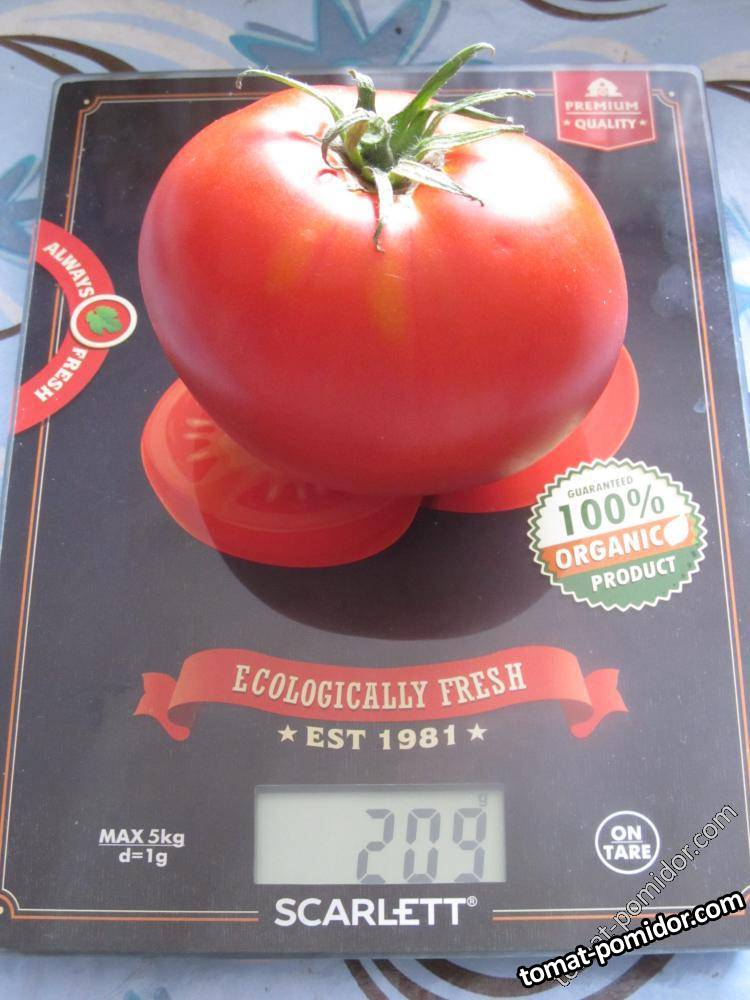 PREMIUM
QUALITY
ALWAYS
FRESH
GUARANTEED
100%
ORGANIC
PRODUCT
ECOLOGICALLY FRESH
EST 1981
209 g
MAX 5kg
d=1g
ON
TARE
SCARLETT®
tomat-pomidor.com
tomat-pomidor.com